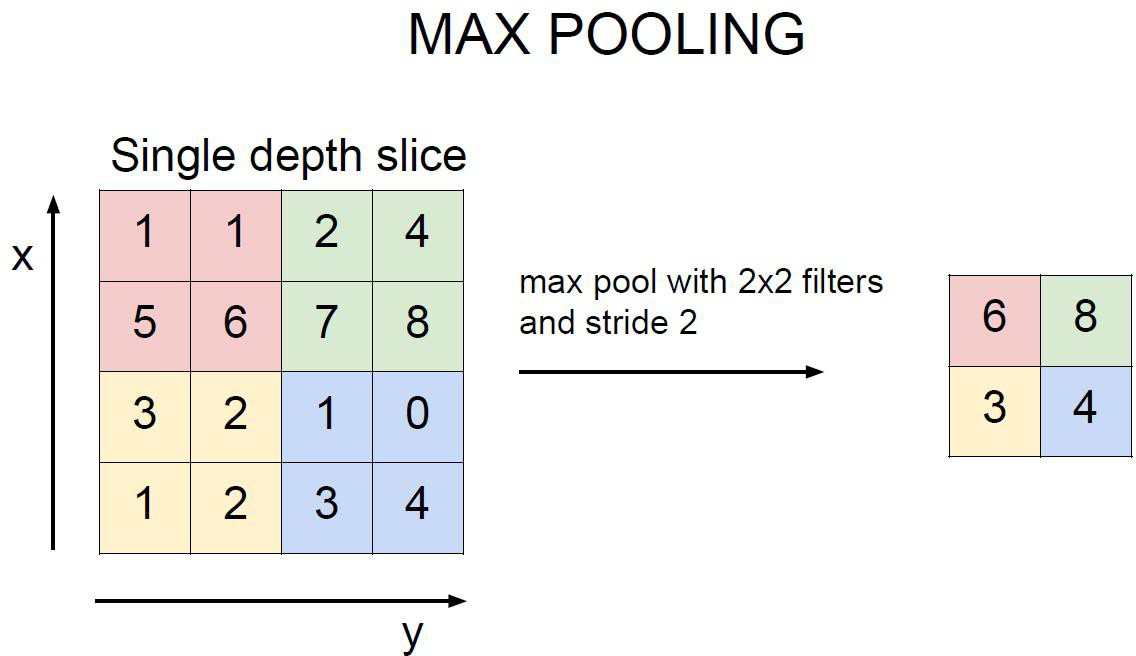 MAX POOLING
Single depth slice
x
1 1 2 4
5 6 7 8
3 2 1 0
1 2 3 4
y
max pool with 2x2 filters
and stride 2
6 8
3 4